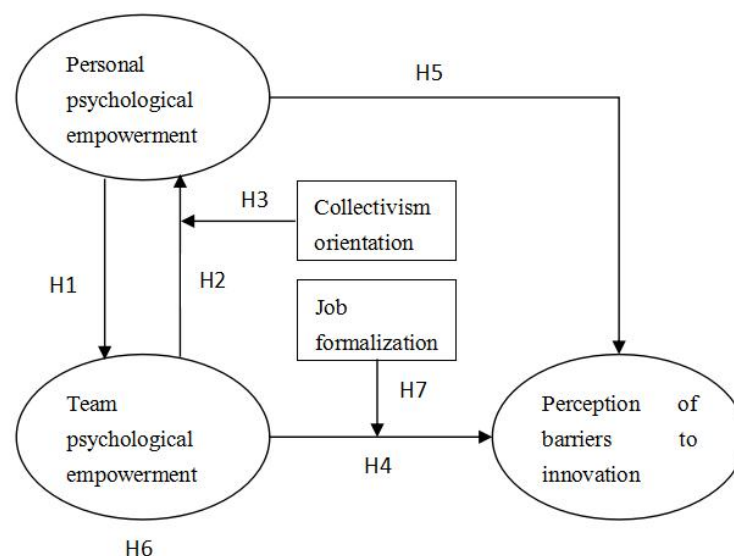 Personal
psychological
empowerment
H5
H3
Collectivism
orientation
H1
H2
Job
formalization
H7
Team
psychological
empowerment
H4
Perception of
barriers to
innovation
H6